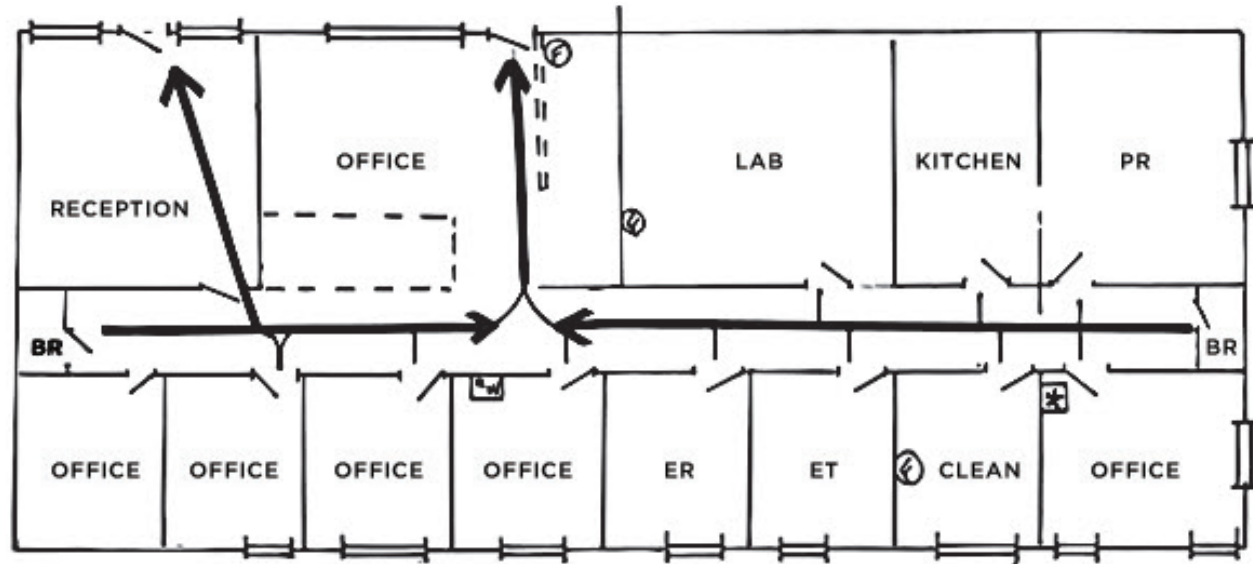 OFFICE LAB KITCHEN PR
RECEPTION
BR BR
OFFICE OFFICE OFFICE OFFICE ER ET CLEAN OFFICE
F
F